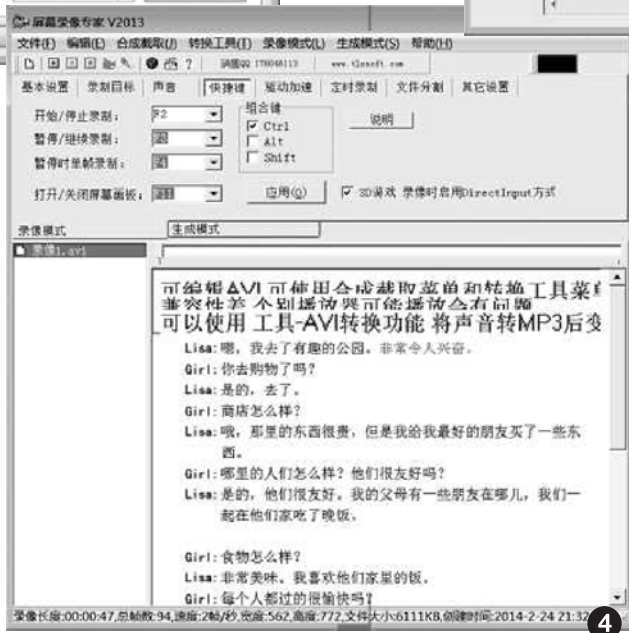 屏幕录像专家 V2013
文件(F) 编辑(E) 合成截取(J) 转换工具(T) 录像模式(L) 生成模式(S) 帮助(H)
www.tlxsoft.com
基本设置 录制目标 声音 快捷键 驱动加速 定时录制 文件分割 其它设置
开始/停止录制: F2
暂停/继续录制:
暂停时单帧录制:
打开/关闭屏幕画板:
组合键
Ctrl
Alt
Shift
说明
应用(Q)
3D游戏 录像时启用DirectInput方式
录像模式 生成模式
录像1.avi
可编辑AVI 可使用合成截取菜单和转换工具菜单
兼容性差 个别播放器可能播放会有问题
可以使用 工具-AVI转换功能 将声音转MP3后变
Lisa: 嗯，我去了有趣的公园。非常令人兴奋。
Girl: 你去购物了吗?
Lisa: 是的，去了。
Girl: 商店怎么样?
Lisa: 哦，那里的东西很贵，但是我给我最好的朋友买了一些东
西。
Girl: 哪里的人们怎么样? 他们很友好吗?
Lisa: 是的，他们很友好。我的父母有一些朋友在哪儿，我们一
起在他们家吃了晚饭。
Girl: 食物怎么样?
Lisa: 非常美味。我喜欢他们家里的饭。
Girl: 每个人都过的很愉快吗?
录像长度:00:00:47,总帧数:94,速度:2帧/秒,宽度:562,高度:772,文件大小:6111KB,创建时间:2014-2-24 21:32
4